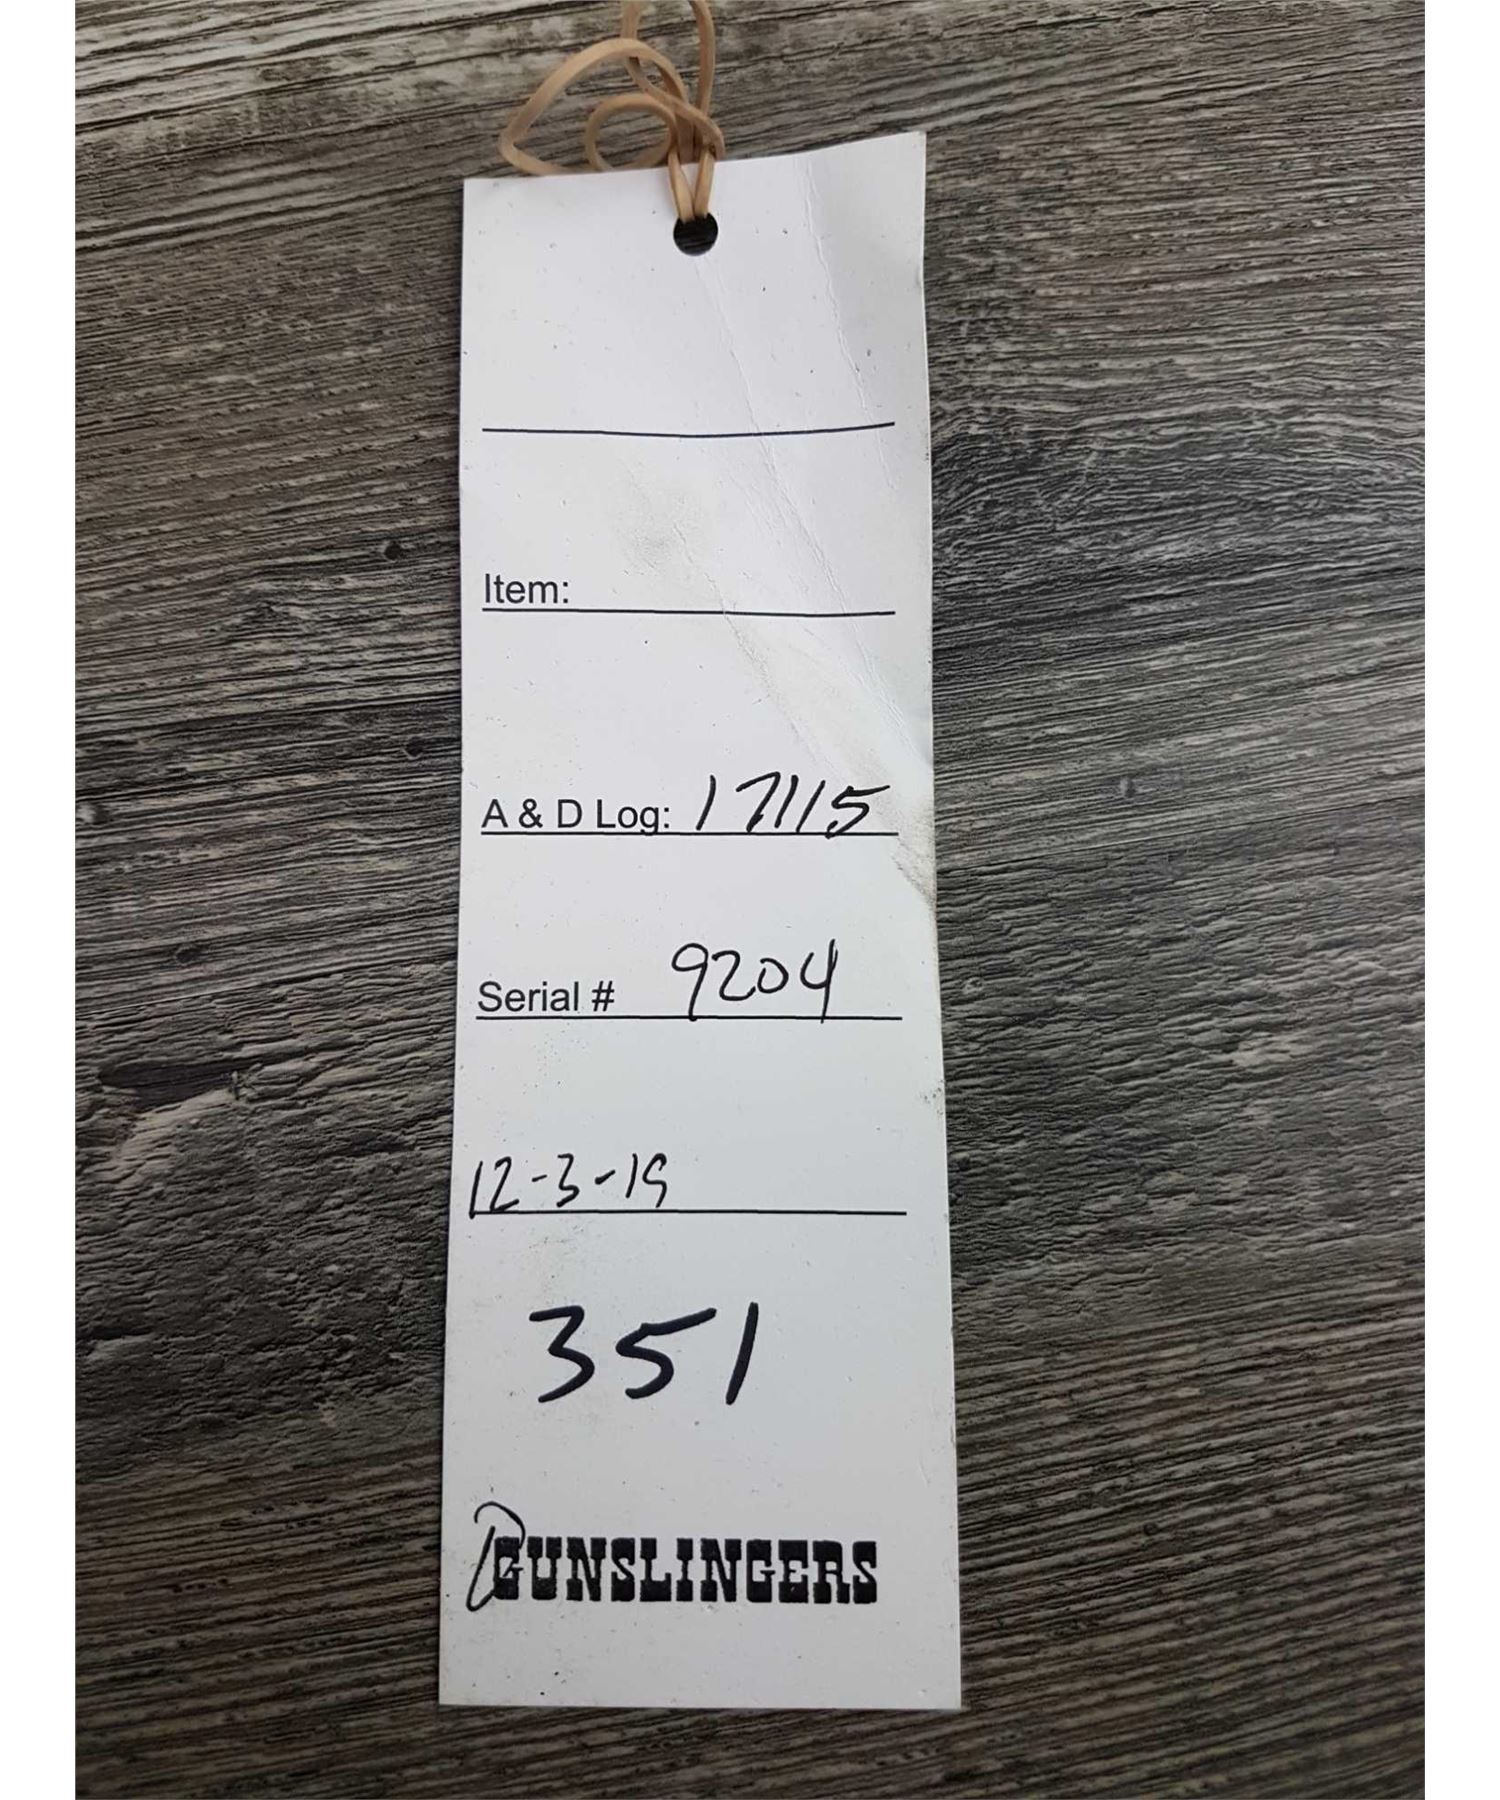 Item:
A & D Log: 17115
Serial # 9204
12-3-19
351
GUNSLINGERS